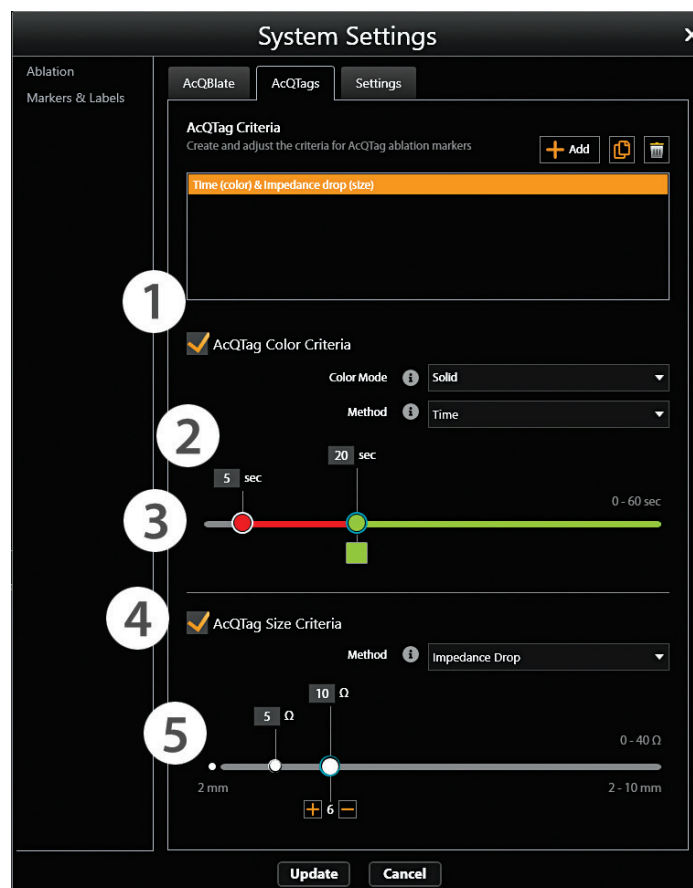 System Settings
Ablation
Markers & Labels
AcQBlate AcQTags Settings
AcQTag Criteria
Create and adjust the criteria for AcQTag ablation markers
Add
Time (color) & Impedance drop (size)
1
AcQTag Color Criteria
Color Mode i Solid
Method i Time
2
20 sec
5 sec
0 - 60 sec
3
4
AcQTag Size Criteria
Method i Impedance Drop
10 Ω
5 Ω
5
0 - 40 Ω
2 mm
2 - 10 mm
+ 6 −
Update Cancel